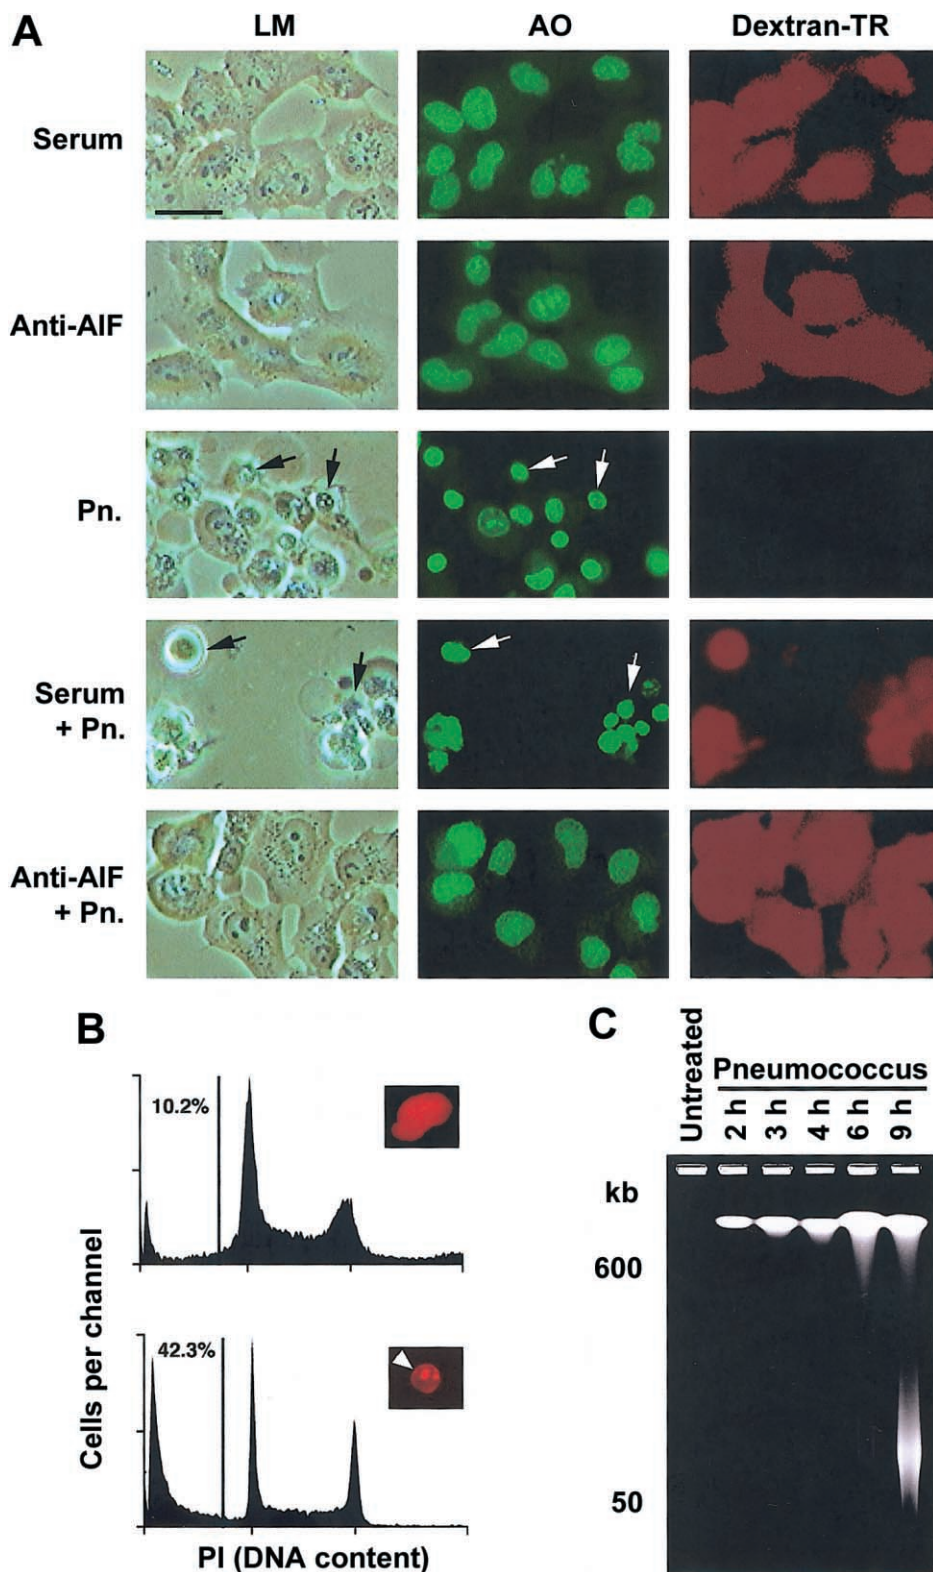 A
LM
AO
Dextran-TR
Serum
Anti-AIF
Pn.
Serum
+ Pn.
Anti-AIF
+ Pn.
B
10.2%
42.3%
Cells per channel
PI (DNA content)
C
Untreated
Pneumococcus
2 h
3 h
4 h
6 h
9 h
kb
600
50